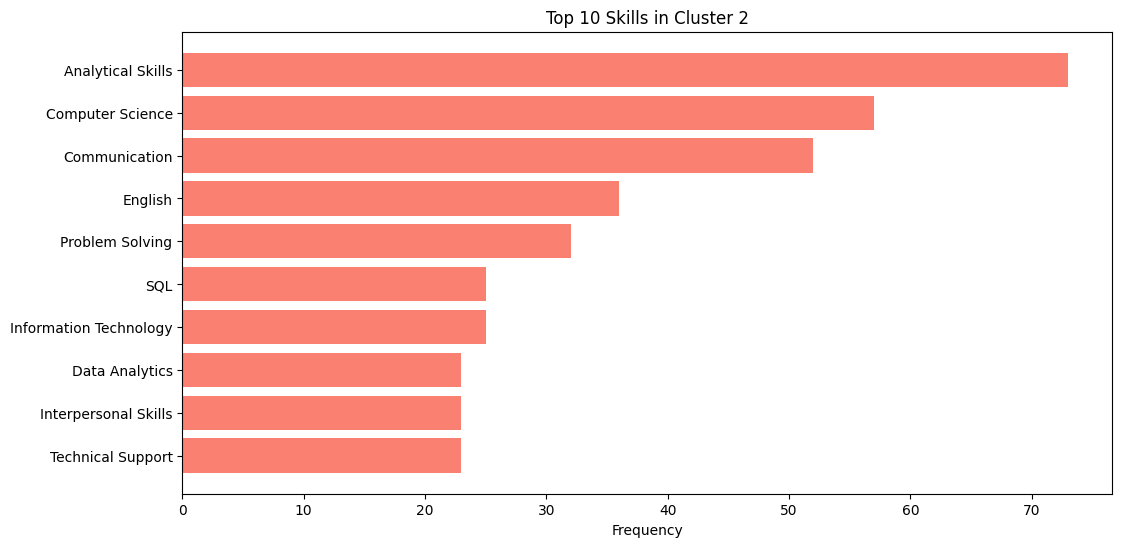 Top 10 Skills in Cluster 2
Analytical Skills
Computer Science
Communication
English
Problem Solving
SQL
Information Technology
Data Analytics
Interpersonal Skills
Technical Support
0 10 20 30 40 50 60 70
Frequency